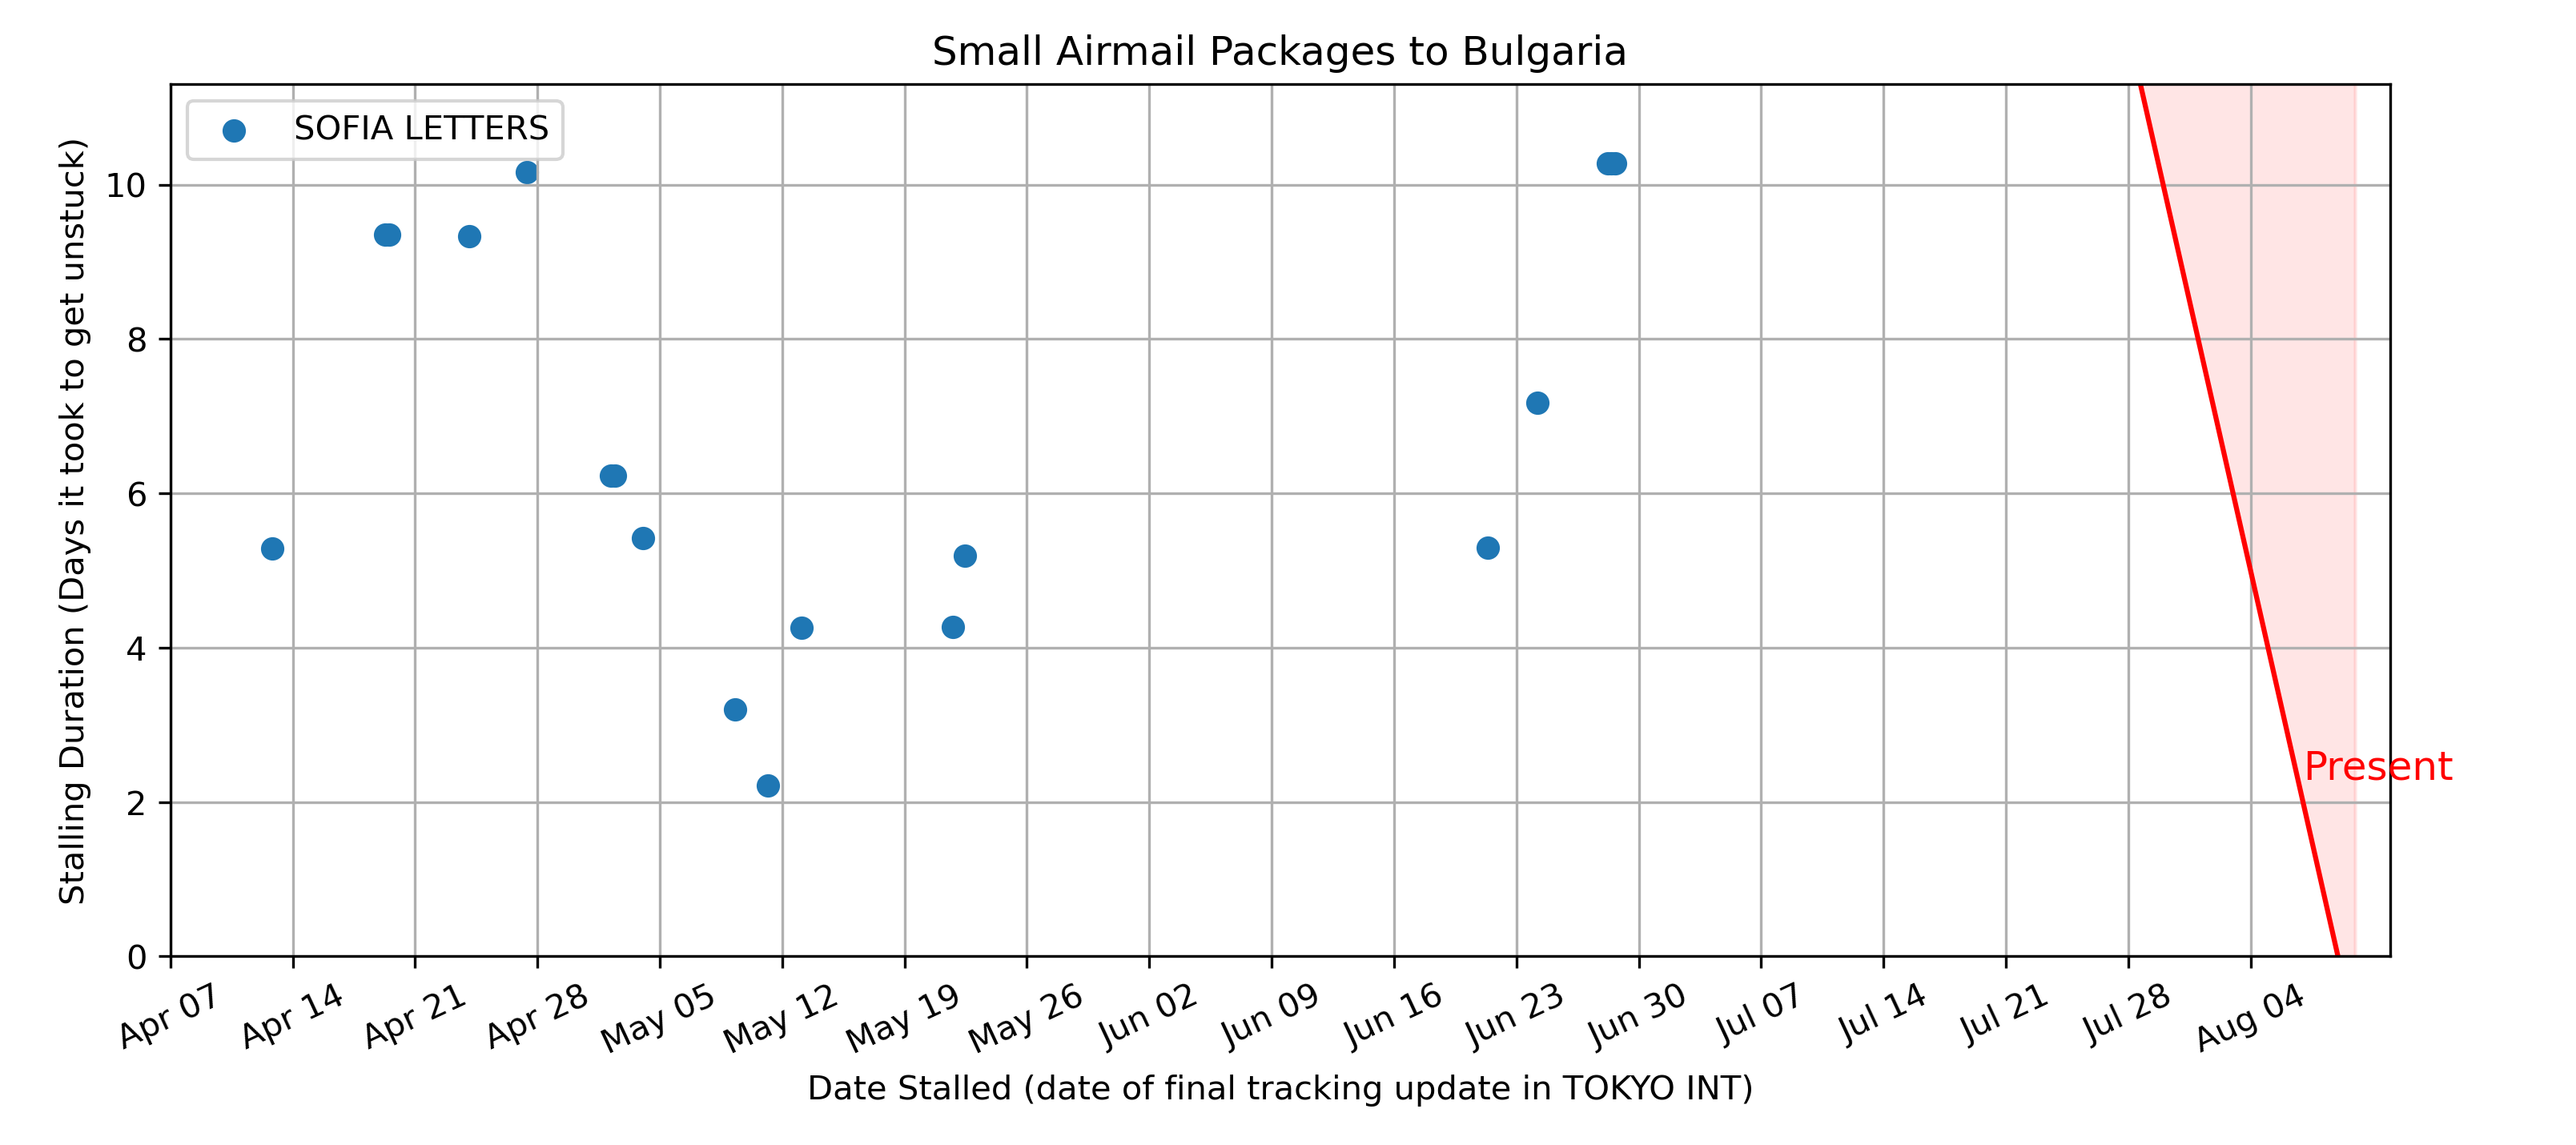 Small Airmail Packages to Bulgaria
SOFIA LETTERS
Stalling Duration (Days it took to get unstuck)
10
8
6
4
2
0
Present
Apr 07
Apr 14
Apr 21
Apr 28
May 05
May 12
May 19
May 26
Jun 02
Jun 09
Jun 16
Jun 23
Jun 30
Jul 07
Jul 14
Jul 21
Jul 28
Aug 04
Date Stalled (date of final tracking update in TOKYO INT)